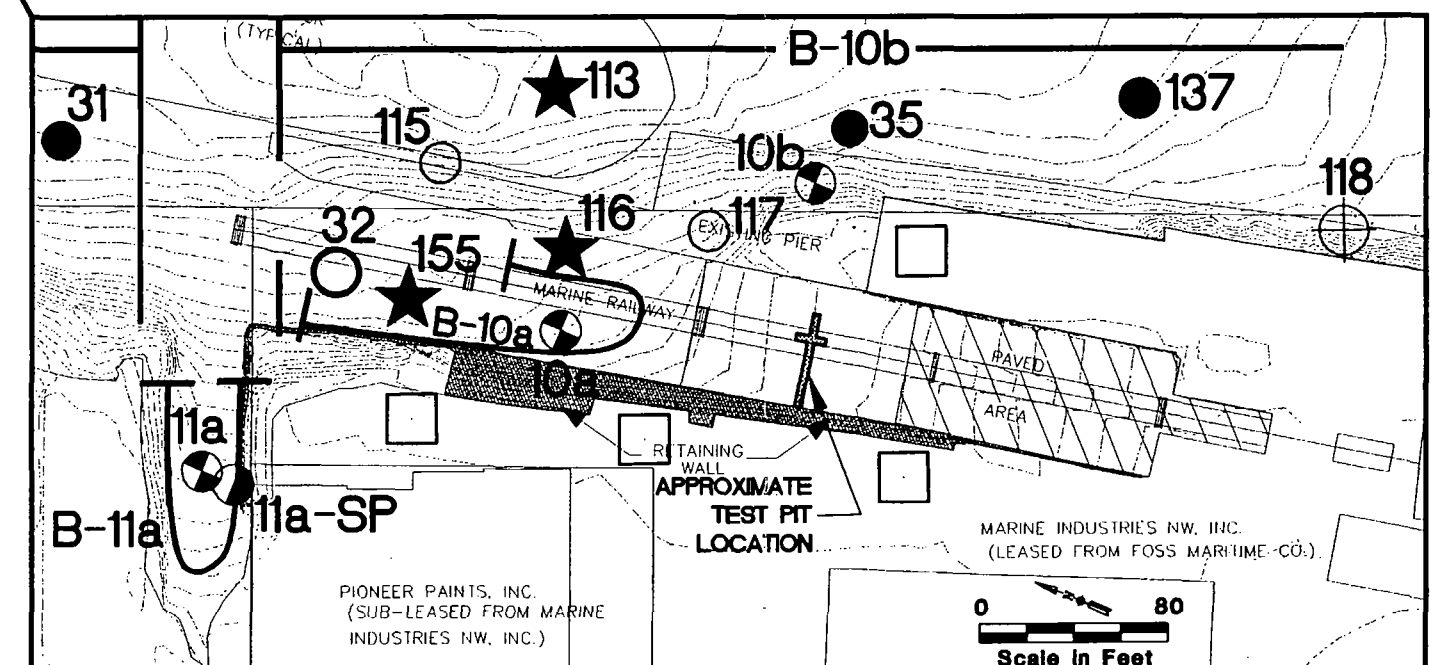 (TYPICAL)
B-10b
31
113
137
115
35
10b
118
116
117
EXISTING PIER
32
155
MARINE RAILWAY
B-10a
10a
PAVED
AREA
11a
RETAINING
WALL
APPROXIMATE
TEST PIT
LOCATION
11a-SP
B-11a
MARINE INDUSTRIES NW, INC.
(LEASED FROM FOSS MARITIME CO.)
PIONEER PAINTS, INC.
(SUB-LEASED FROM MARINE
INDUSTRIES NW, INC.)
N
0 80
Scale in Feet